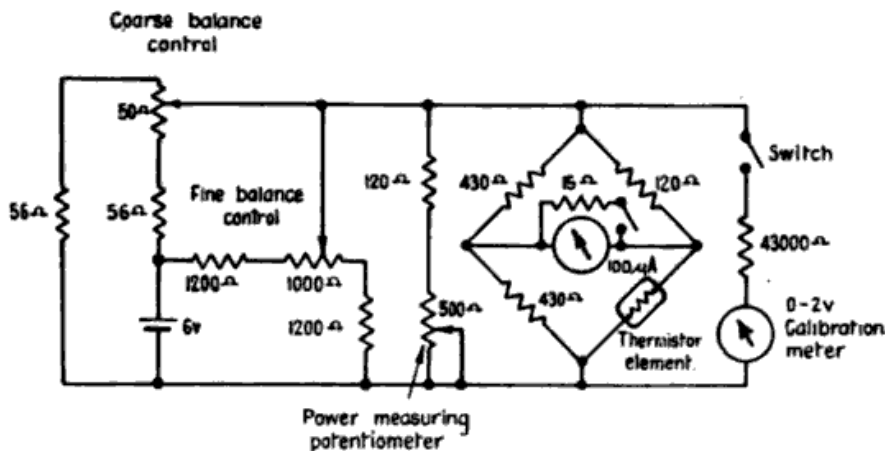 Coarse balance
control
50Ω
56Ω
56Ω
Fine balance
control
1200Ω
1000Ω
1200Ω
6v
120Ω
500Ω
Power measuring
potentiometer
430Ω
15Ω
120Ω
100μA
430Ω
Thermistor
element
Switch
43000Ω
0-2v
Calibration
meter